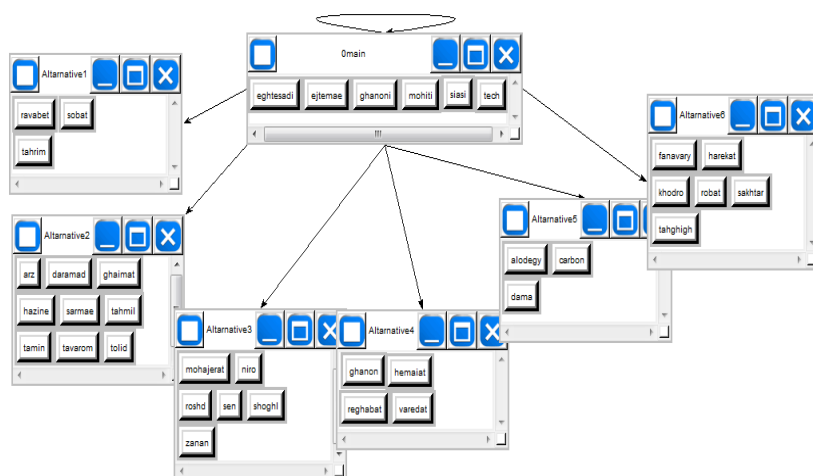 0main
eghtesadi ejtemae ghanoni mohiti siasi tech
Altarnative1
ravabet sobat
tahrim
Altarnative2
arz daramad ghaimat
hazine sarmae tahmil
tamin tavarom tolid
Altarnative3
mohajerat niro
roshd sen shoghl
zanan
Altarnative4
ghanon hemaiat
reghabat varedat
Altarnative5
alodegy carbon
dama
Altarnative6
fanavary harekat
khodro robat sakhtar
tahghigh